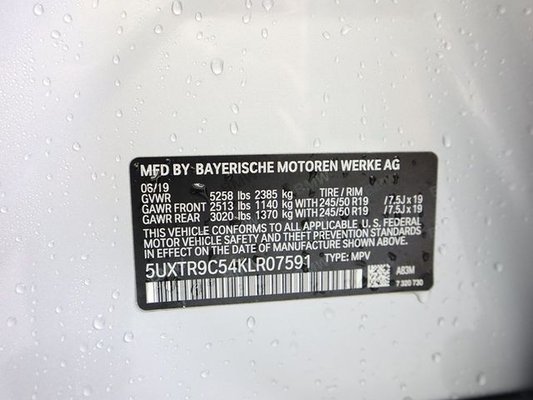 MFD BY BAYERISCHE MOTOREN WERKE AG
06/19 TIRE / RIM
GVWR 5258 lbs 2385 kg
GAWR FRONT 2513 lbs 1140 kg WITH 245/50 R19 /7.5J x 19
GAWR REAR 3020 lbs 1370 kg WITH 245/50 R19 /7.5J x 19
THIS VEHICLE CONFORMS TO ALL APPLICABLE U.S. FEDERAL
MOTOR VEHICLE SAFETY STANDARDS IN EFFECT
ON THE DATE OF MANUFACTURE SHOWN ABOVE.
5UXTR9C54KLR07591 TYPE: MPV
A83M
7 320 730